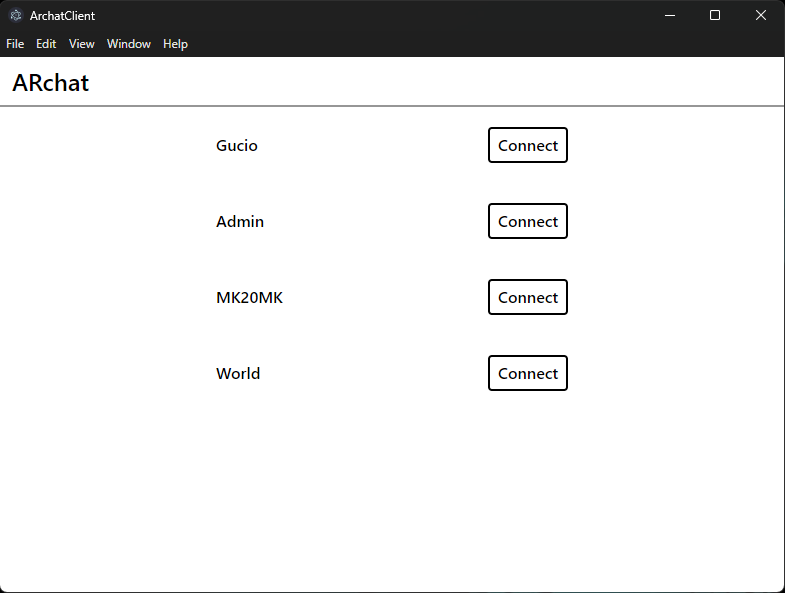 ArchatClient
File Edit View Window Help
ARchat
Gucio Connect
Admin Connect
MK20MK Connect
World Connect